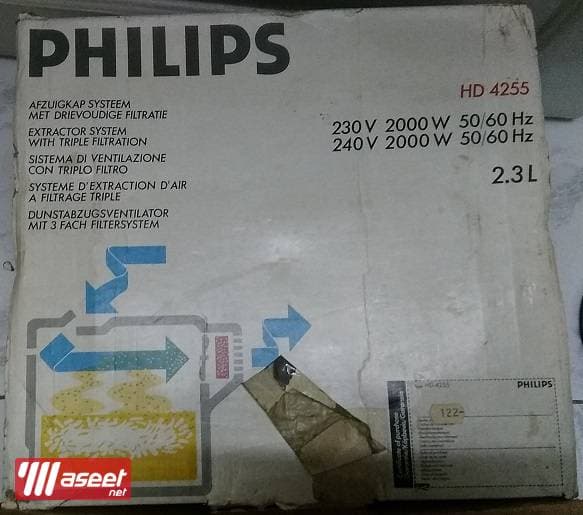 PHILIPS
HD 4255
AFZUIGKAP SYSTEEM
MET DRIEVOUDIGE FILTRATIE
EXTRACTOR SYSTEM
WITH TRIPLE FILTRATION
SISTEMA DI VENTILAZIONE
CON TRIPLO FILTRO
SYSTEME D'EXTRACTION D'AIR
A FILTRAGE TRIPLE
DUNSTABZUGSVENTILATOR
MIT 3 FACH FILTERSYSTEM
230 V 2000 W 50/60 Hz
240 V 2000 W 50/60 Hz
2.3 L
HD 4255
PHILIPS
122-
aseet
net